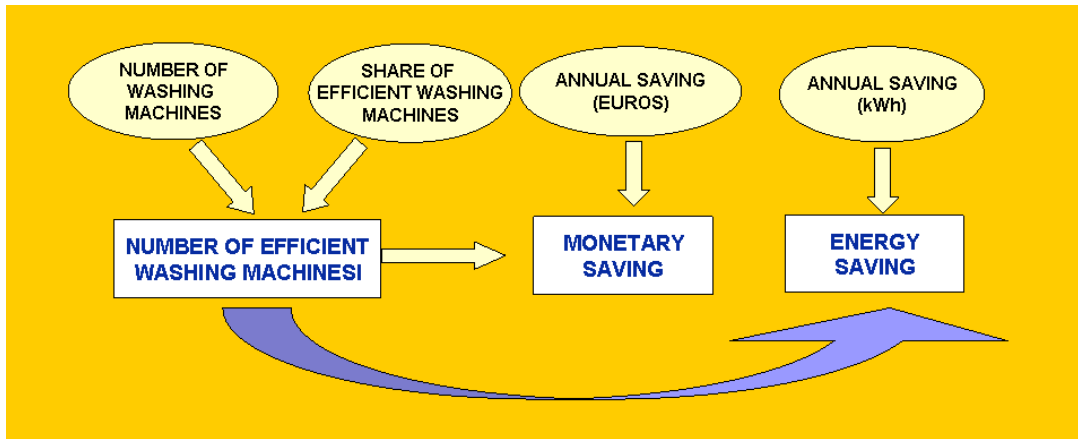 NUMBER OF
WASHING
MACHINES
SHARE OF
EFFICIENT WASHING
MACHINES
ANNUAL SAVING
(EUROS)
ANNUAL SAVING
(kWh)
NUMBER OF EFFICIENT
WASHING MACHINESI
MONETARY
SAVING
ENERGY
SAVING